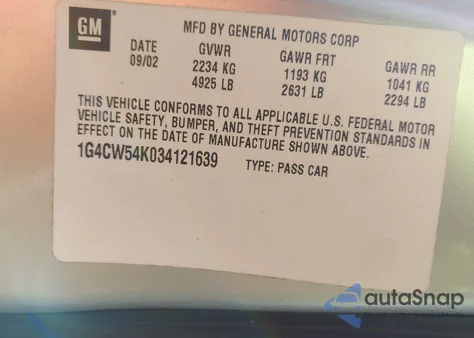 GM
MFD BY GENERAL MOTORS CORP
DATE GVWR GAWR FRT GAWR RR
09/02 2234 KG 1193 KG 1041 KG
4925 LB 2631 LB 2294 LB
THIS VEHICLE CONFORMS TO ALL APPLICABLE U.S. FEDERAL MOTOR
VEHICLE SAFETY, BUMPER, AND THEFT PREVENTION STANDARDS IN
EFFECT ON THE DATE OF MANUFACTURE SHOWN ABOVE.
1G4CW54K034121639 TYPE: PASS CAR
autaSnap